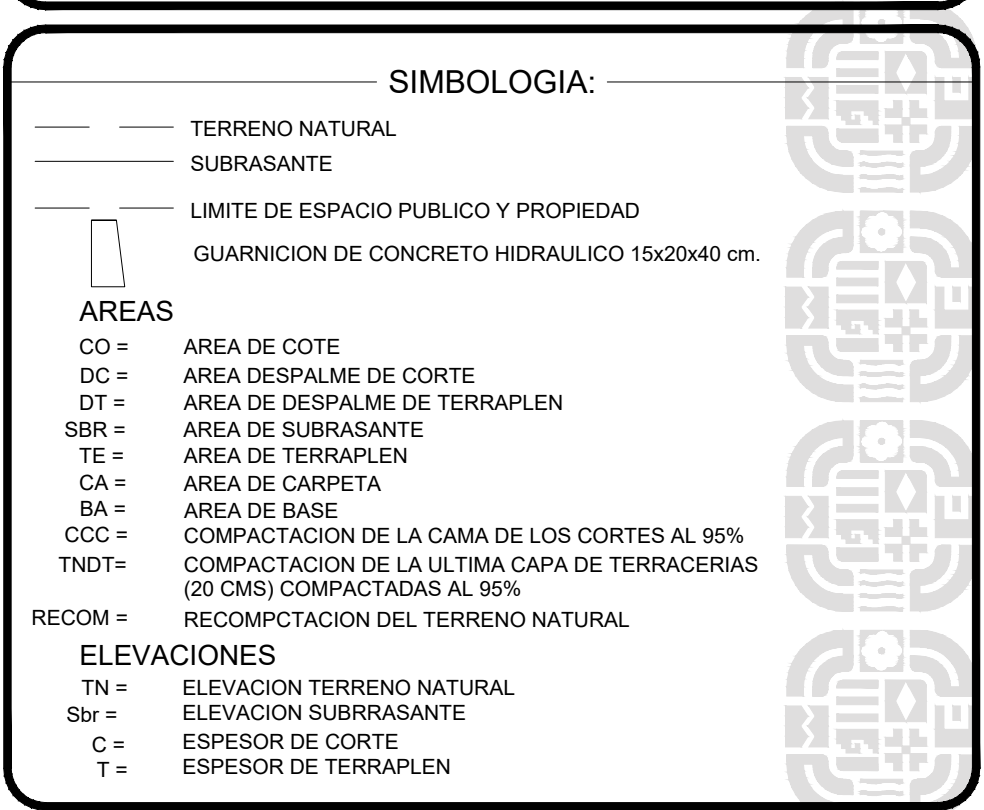 SIMBOLOGIA:
TERRENO NATURAL
SUBRASANTE
LIMITE DE ESPACIO PUBLICO Y PROPIEDAD
GUARNICION DE CONCRETO HIDRAULICO 15x20x40 cm.
AREAS
CO = AREA DE COTE
DC = AREA DESPALME DE CORTE
DT = AREA DE DESPALME DE TERRAPLEN
SBR = AREA DE SUBRASANTE
TE = AREA DE TERRAPLEN
CA = AREA DE CARPETA
BA = AREA DE BASE
CCC = COMPACTACION DE LA CAMA DE LOS CORTES AL 95%
TNDT= COMPACTACION DE LA ULTIMA CAPA DE TERRACERIAS
(20 CMS) COMPACTADAS AL 95%
RECOM = RECOMPCTACION DEL TERRENO NATURAL
ELEVACIONES
TN = ELEVACION TERRENO NATURAL
Sbr = ELEVACION SUBRRASANTE
C = ESPESOR DE CORTE
T = ESPESOR DE TERRAPLEN